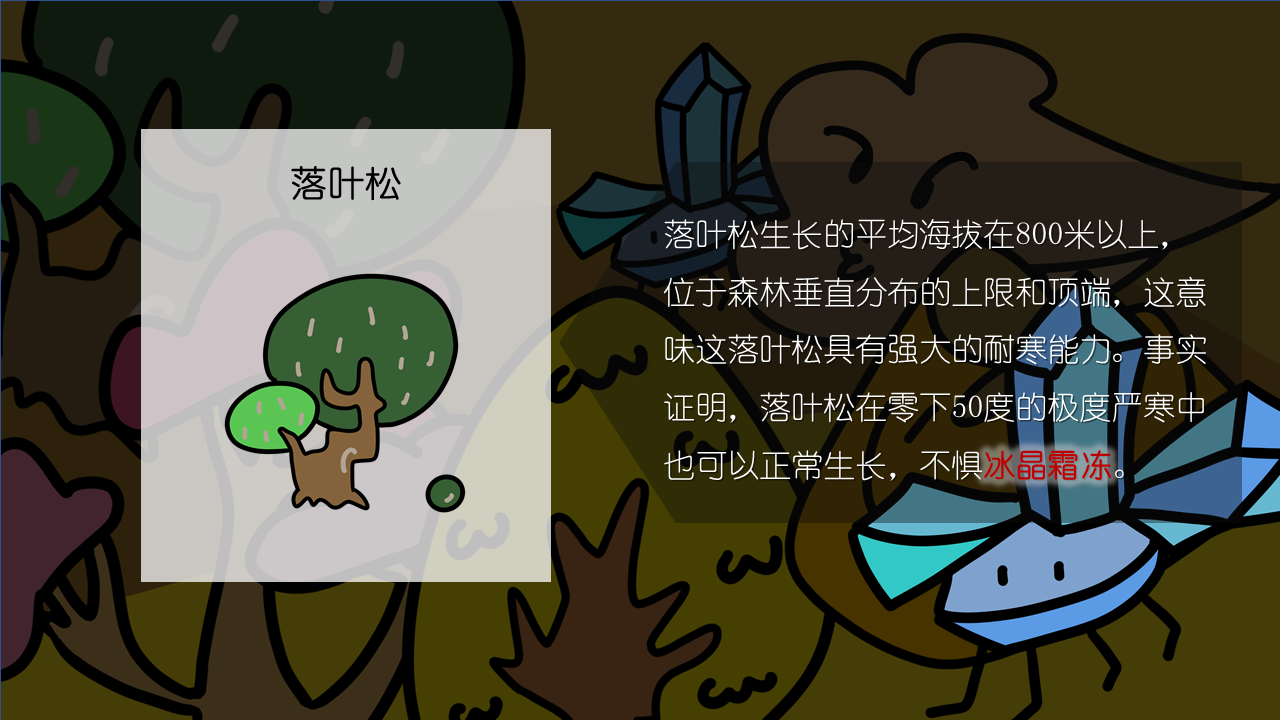 落叶松
落叶松生长的平均海拔在800米以上，
位于森林垂直分布的上限和顶端，这意
味这落叶松具有强大的耐寒能力。事实
证明，落叶松在零下50度的极度严寒中
也可以正常生长，不惧冰晶霜冻。